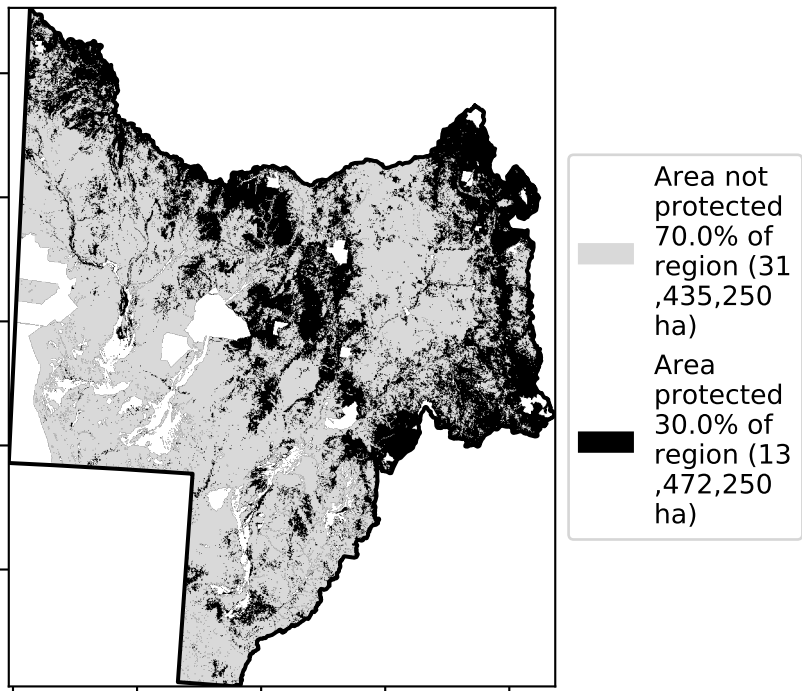 Area not
protected
70.0% of
region (31
,435,250
ha)
Area
protected
30.0% of
region (13
,472,250
ha)